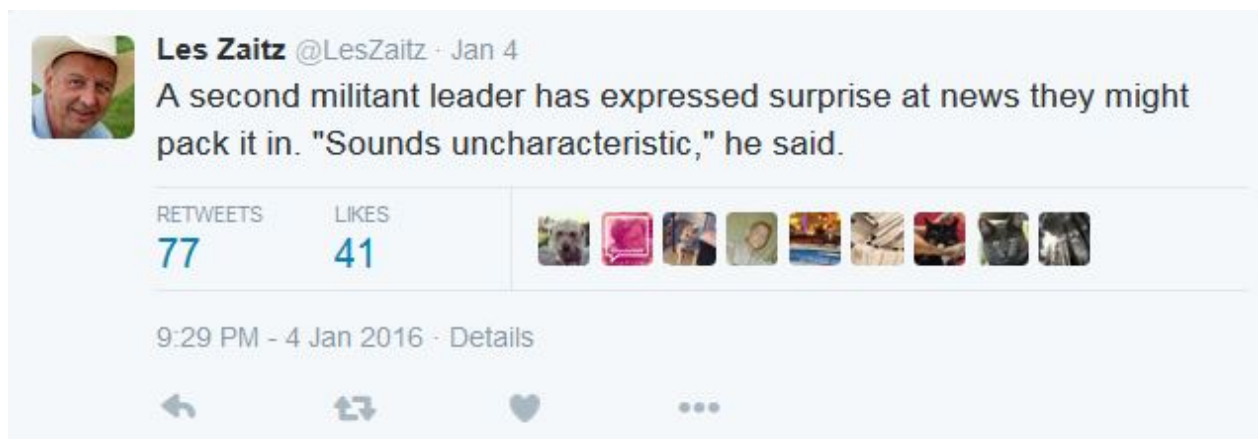 Les Zaitz @LesZaitz · Jan 4
A second militant leader has expressed surprise at news they might
pack it in. "Sounds uncharacteristic," he said.
RETWEETS LIKES
77 41
9:29 PM - 4 Jan 2016 · Details